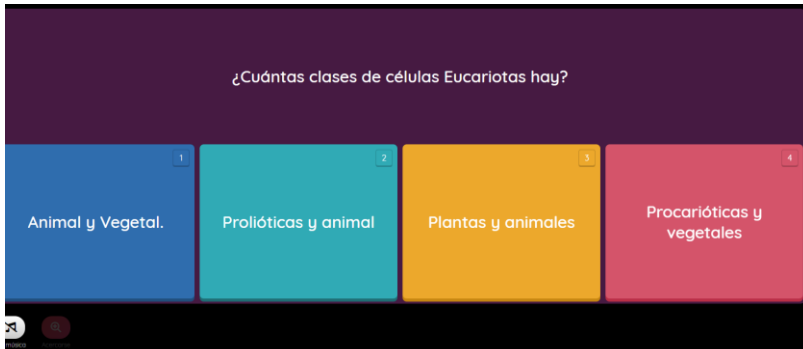 ¿Cuántas clases de células Eucariotas hay?
1
Animal y Vegetal.
2
Prolióticas y animal
3
Plantas y animales
4
Procarióticas y
vegetales